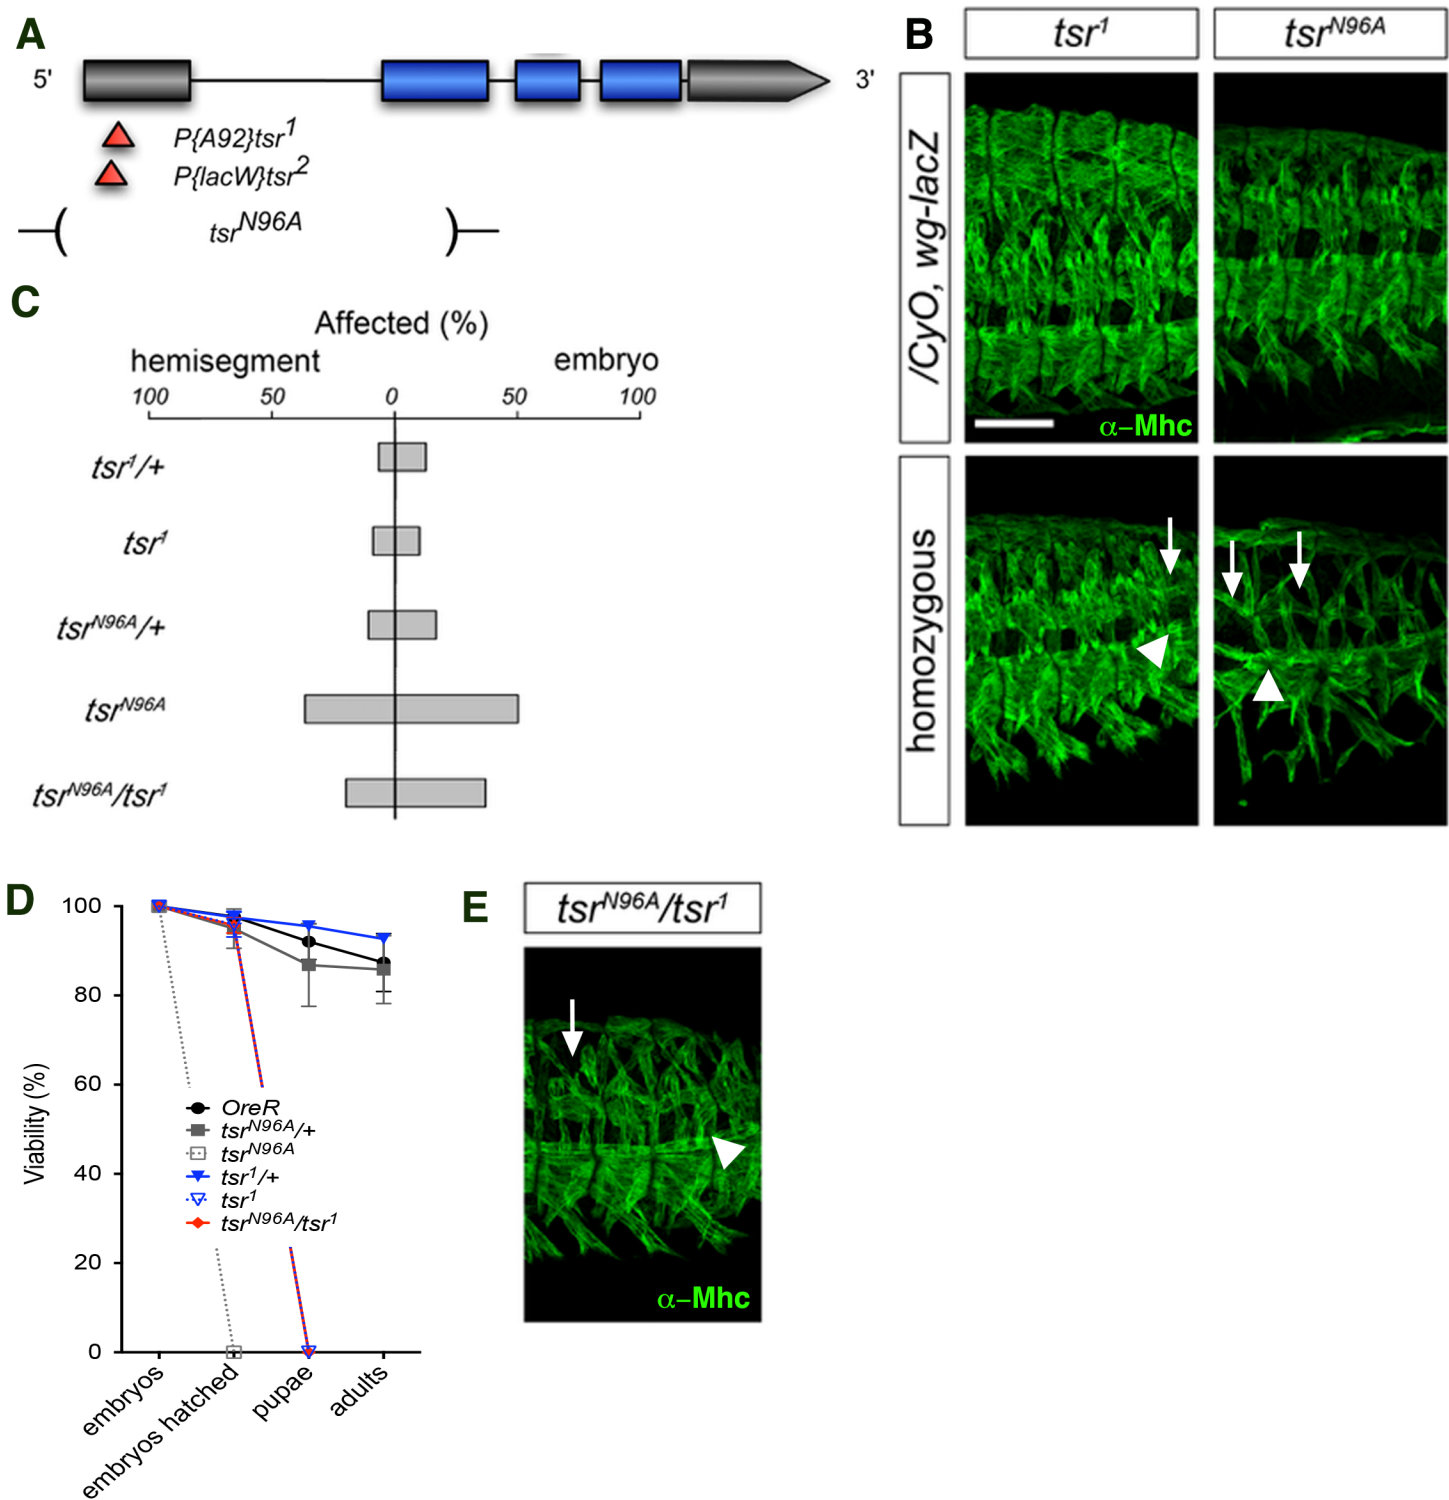 A
5'
3'
P{A92}tsr1
P{lacW}tsr2
tsrN96A
B
tsr1
tsrN96A
/CyO, wg-lacZ
α–Mhc
homozygous
C
Affected (%)
hemisegment
embryo
100 50 0 50 100
tsr1/+
tsr1
tsrN96A/+
tsrN96A
tsrN96A/tsr1
D
Viability (%)
100
80
60
40
20
0
OreR
tsrN96A/+
tsrN96A
tsr1/+
tsr1
tsrN96A/tsr1
embryos
embryos hatched
pupae
adults
E
tsrN96A/tsr1
α–Mhc